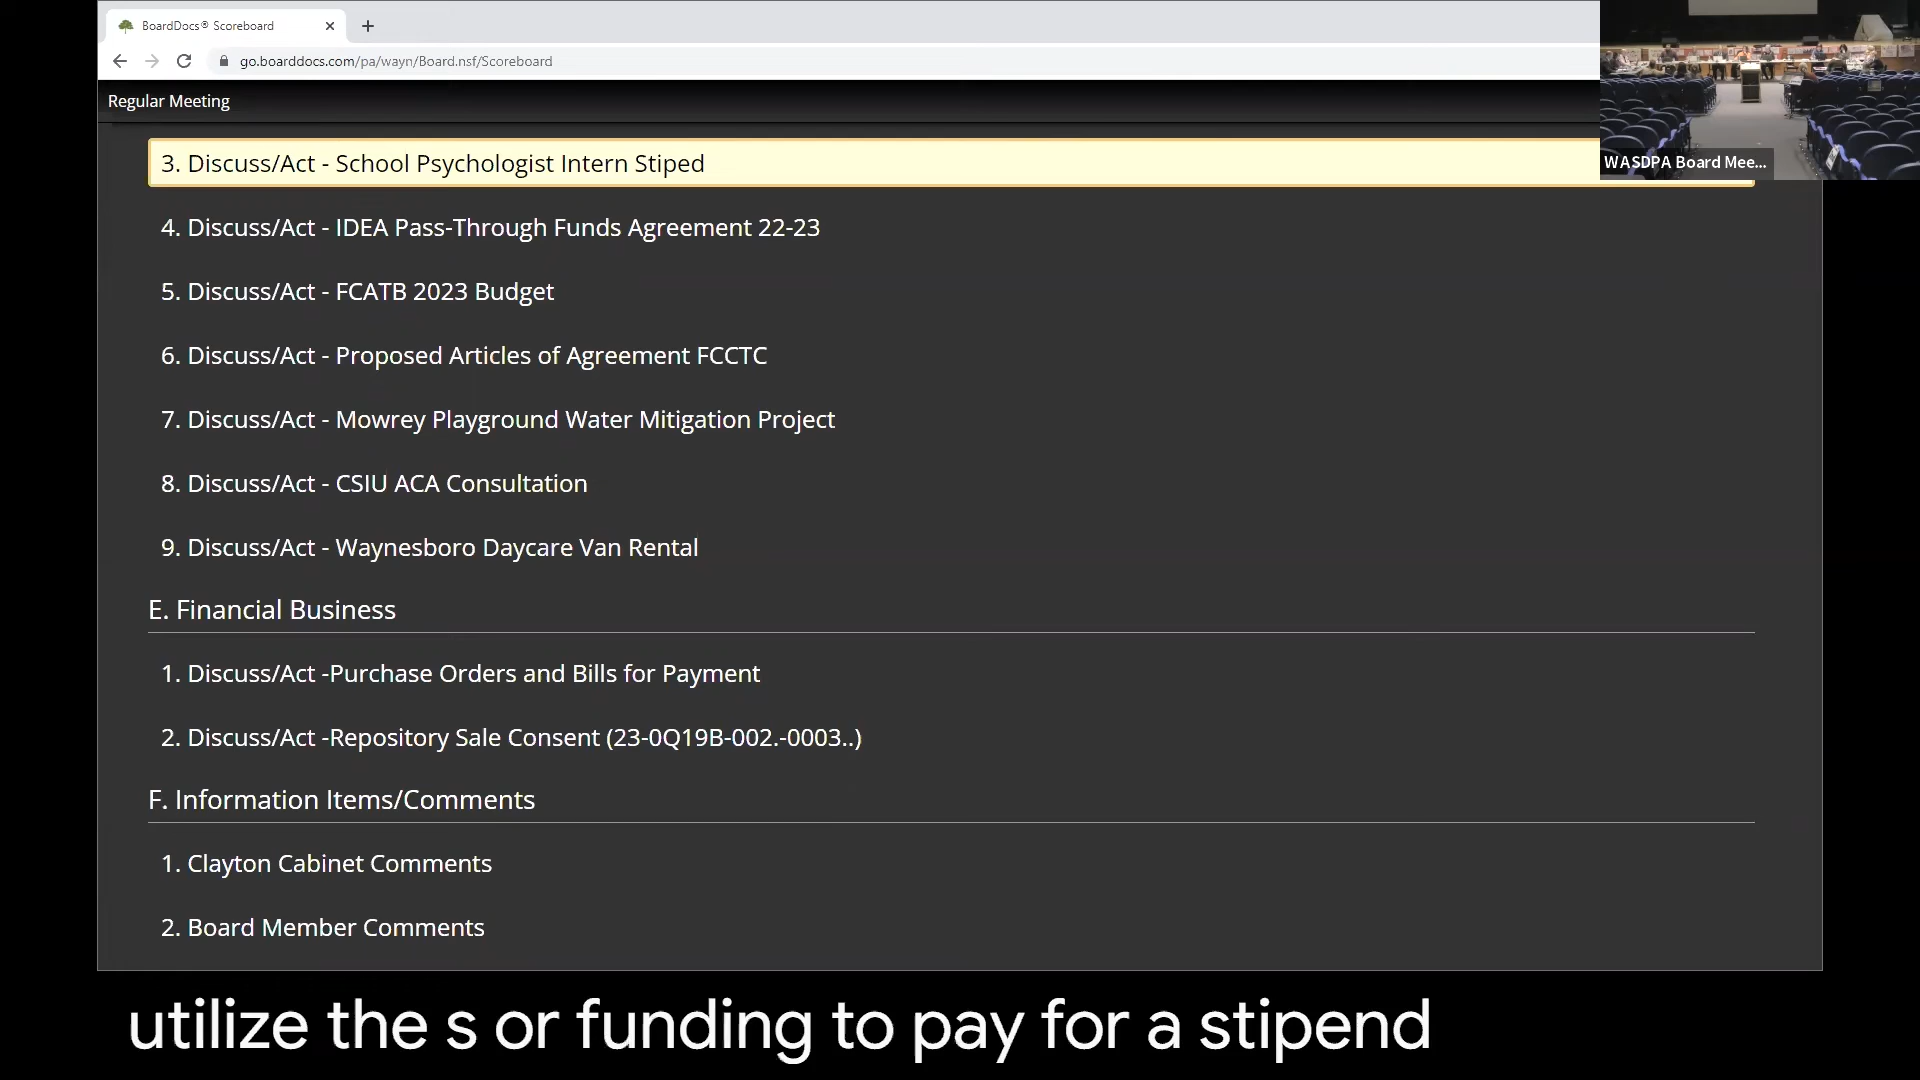 BoardDocs® Scoreboard
go.boarddocs.com/pa/wayn/Board.nsf/Scoreboard
Regular Meeting
WASDPA Board Mee...
3. Discuss/Act - School Psychologist Intern Stiped
4. Discuss/Act - IDEA Pass-Through Funds Agreement 22-23
5. Discuss/Act - FCATB 2023 Budget
6. Discuss/Act - Proposed Articles of Agreement FCCTC
7. Discuss/Act - Mowrey Playground Water Mitigation Project
8. Discuss/Act - CSIU ACA Consultation
9. Discuss/Act - Waynesboro Daycare Van Rental
E. Financial Business
1. Discuss/Act -Purchase Orders and Bills for Payment
2. Discuss/Act -Repository Sale Consent (23-0Q19B-002.-0003..)
F. Information Items/Comments
1. Clayton Cabinet Comments
2. Board Member Comments
utilize the s or funding to pay for a stipend